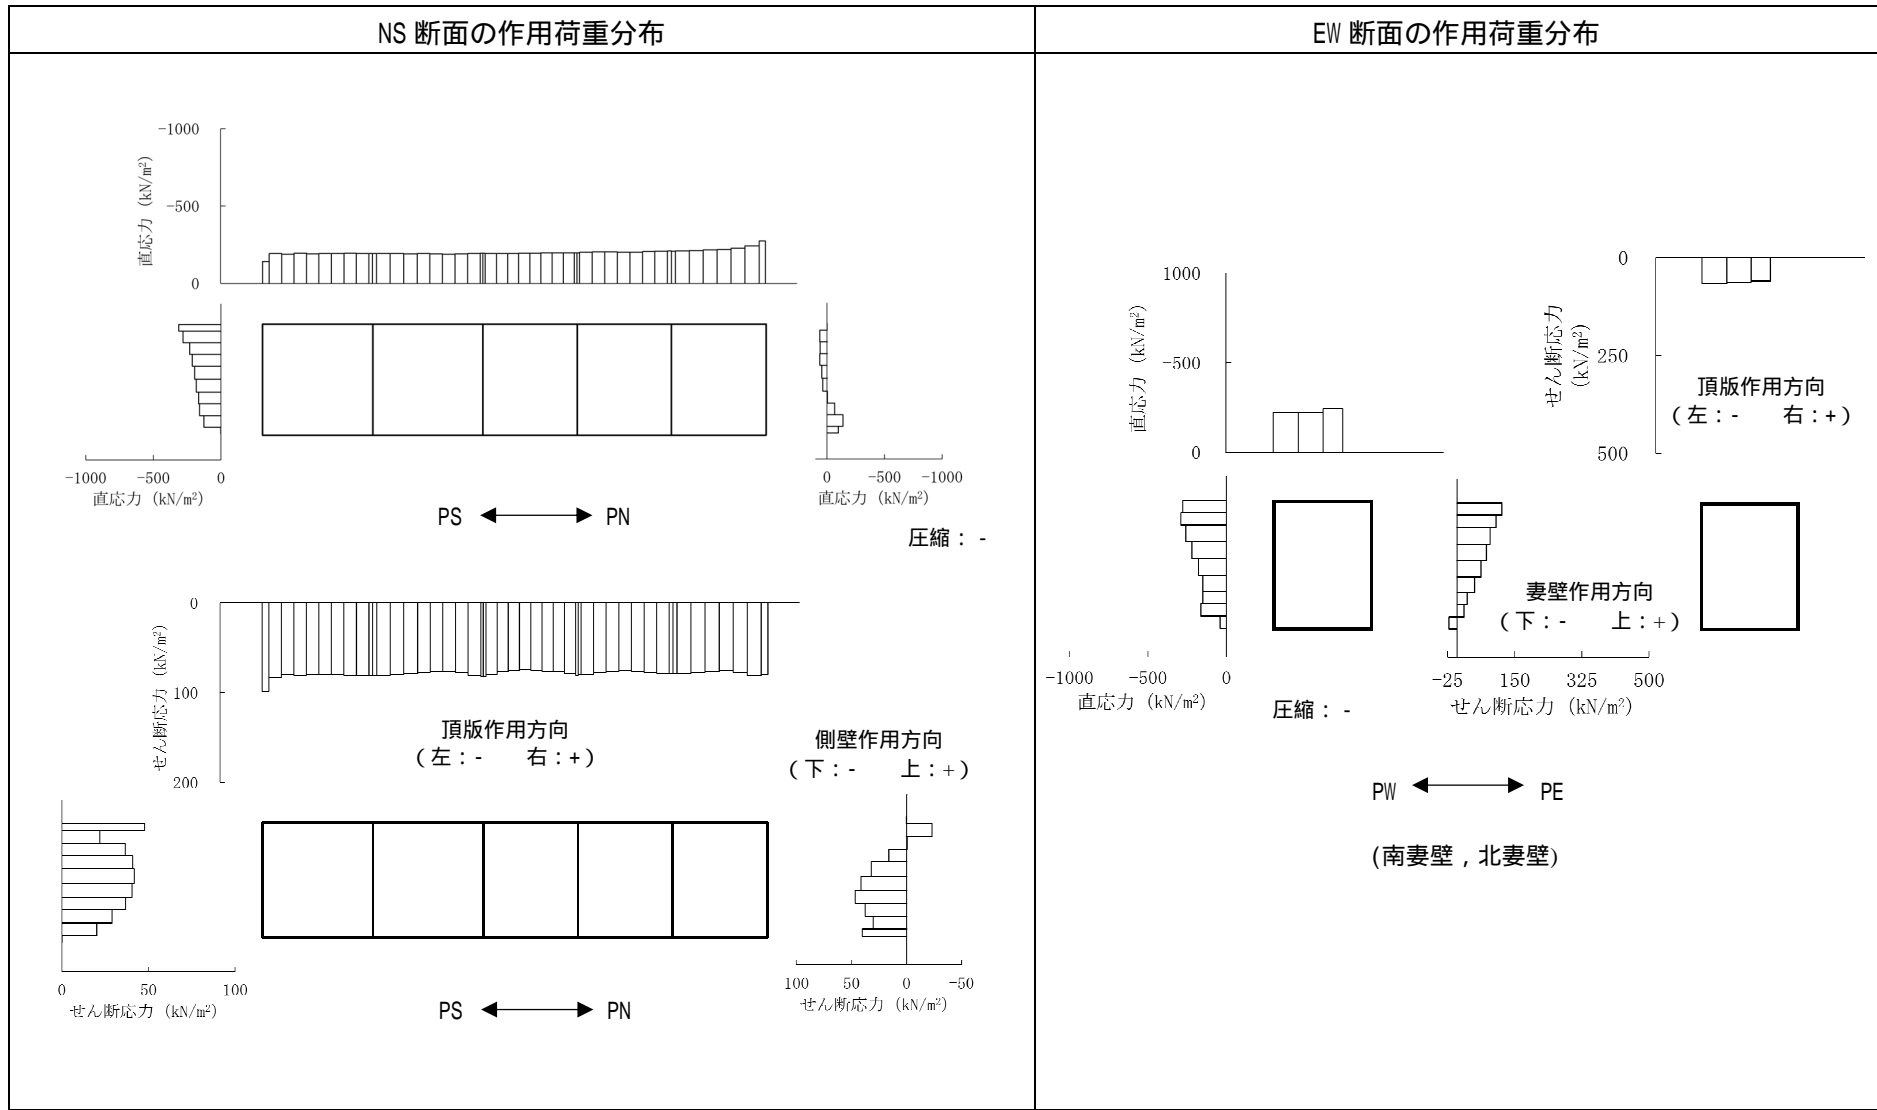 NS 断面の作用荷重分布
EW 断面の作用荷重分布
-1000
-500
0
直応力 (kN/m²)
-1000 -500 0
直応力 (kN/m²)
0 -500 -1000
直応力 (kN/m²)
PS PN
圧縮： -
0
100
200
せん断応力 (kN/m²)
頂版作用方向
(左：- 右：+)
側壁作用方向
(下：- 上：+)
0 50 100
せん断応力 (kN/m²)
100 50 0 -50
せん断応力 (kN/m²)
PS PN
1000
-500
0
直応力 (kN/m²)
0
250
500
せん断応力
(kN/m²)
頂版作用方向
(左：- 右：+)
妻壁作用方向
(下：- 上：+)
-1000 -500 0
直応力 (kN/m²)
圧縮： -
-25 150 325 500
せん断応力 (kN/m²)
PW PE
(南妻壁，北妻壁)